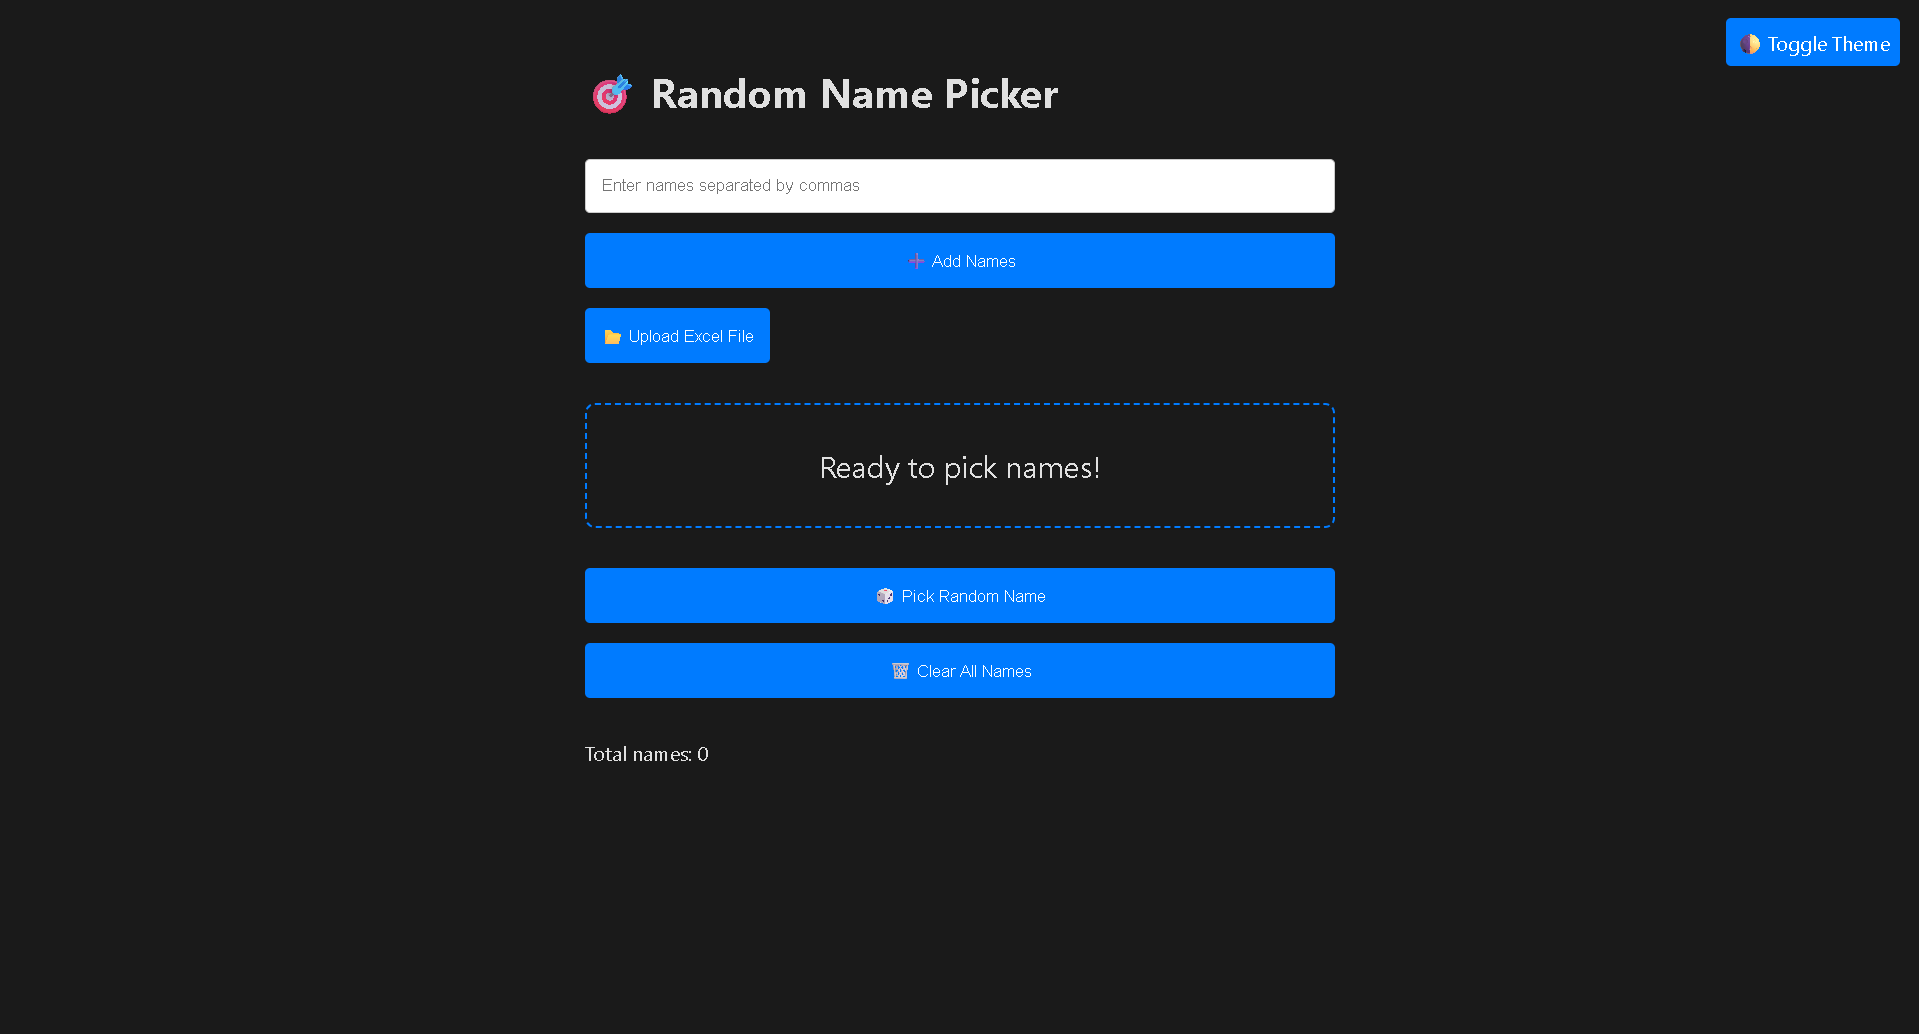 Toggle Theme
Random Name Picker
Enter names separated by commas
Add Names
Upload Excel File
Ready to pick names!
Pick Random Name
Clear All Names
Total names: 0